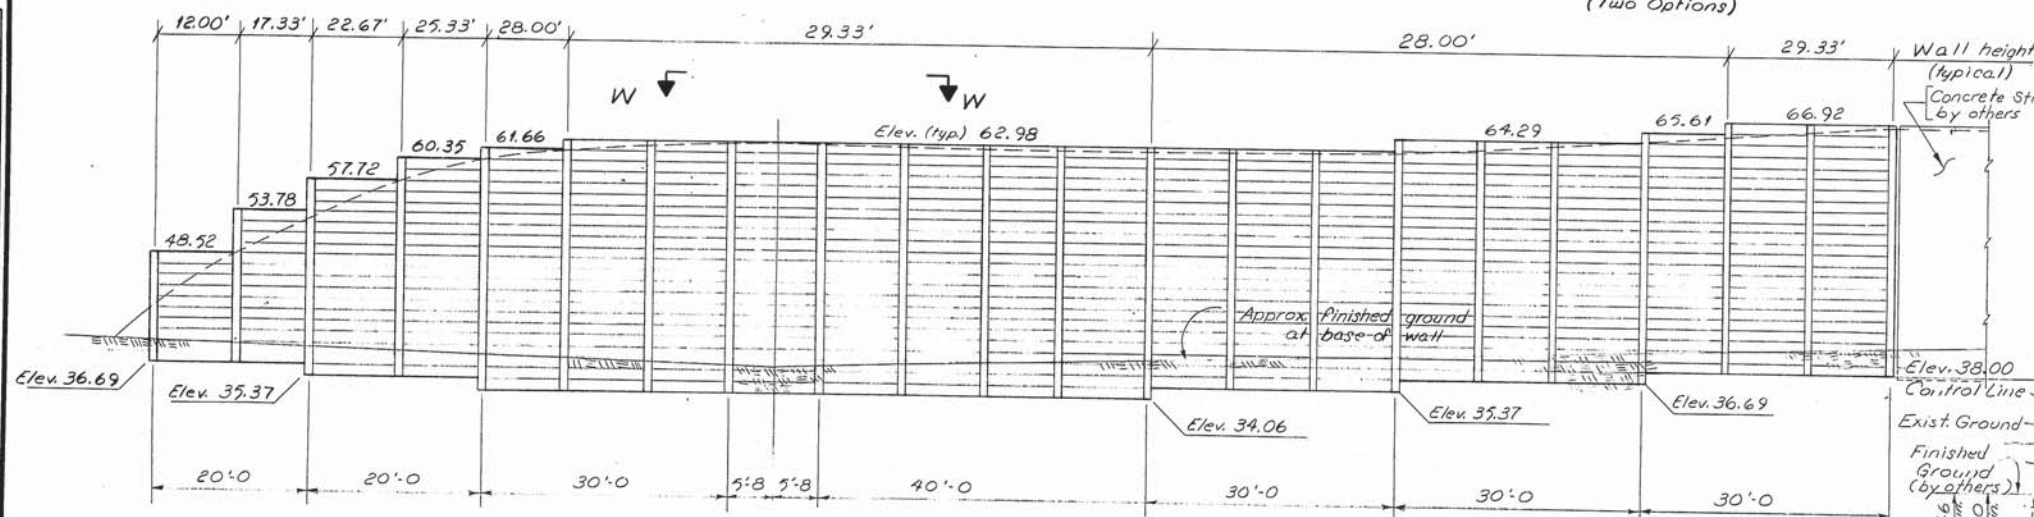 (Two Options)
12.00' 17.33' 22.67' 25.33' 28.00' 29.33' 28.00' 29.33'
Wall height
(typical)
Concrete
by others
W W
48.52 53.78 57.72 60.35 61.66 Elev. (typ.) 62.98 64.29 65.61 66.92
Approx. finished ground
at base of wall
Elev. 36.69
Elev. 35.37
Elev. 34.06
Elev. 35.37
Elev. 36.69
Elev. 38.00
Control Line
Exist. Ground
Finished
Ground
(by others)
20'-0 20'-0 30'-0 5'-8 5'-8 40'-0 30'-0 30'-0 30'-0